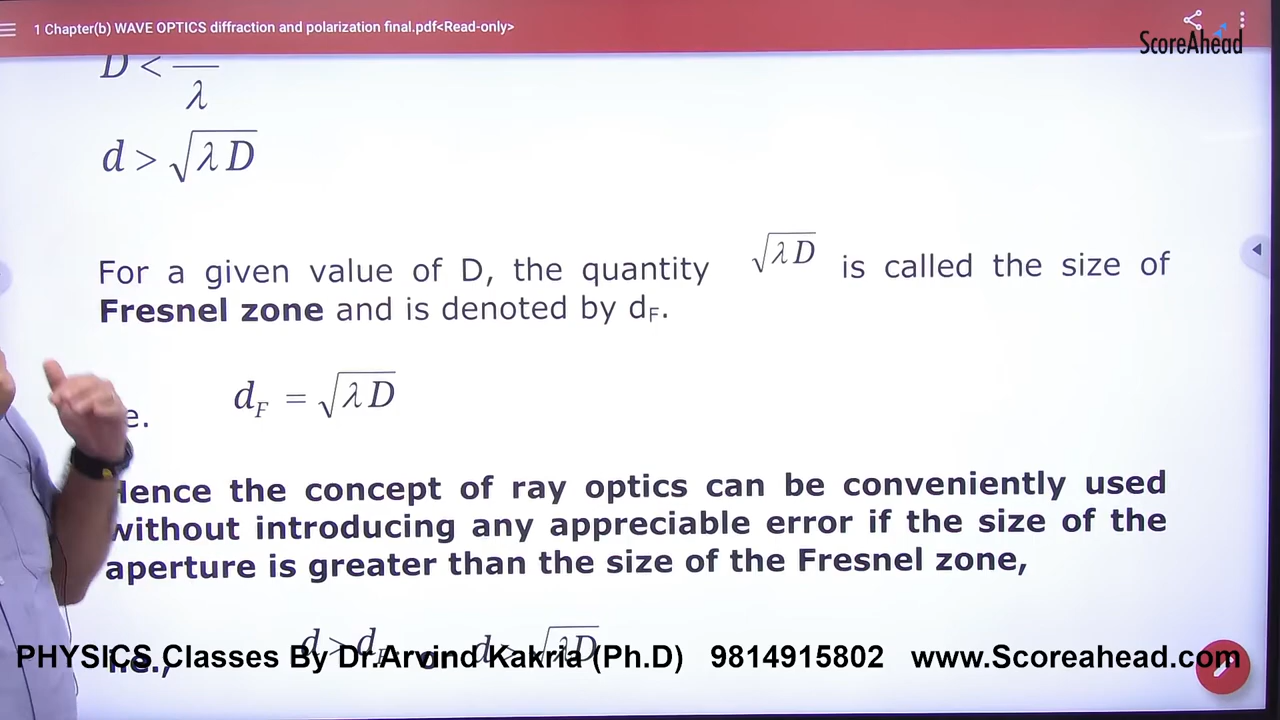 1 Chapter(b) WAVE OPTICS diffraction and polarization final.pdf<Read-only>
ScoreAhead
D < —
λ
d > √λ D
For a given value of D, the quantity √λ D is called the size of
Fresnel zone and is denoted by dF.
e. dF = √λ D
Hence the concept of ray optics can be conveniently used
without introducing any appreciable error if the size of the
aperture is greater than the size of the Fresnel zone,
i.e., d > dF or d > √λD
PHYSICS Classes By Dr.Arvind Kakria (Ph.D) 9814915802 www.Scoreahead.com